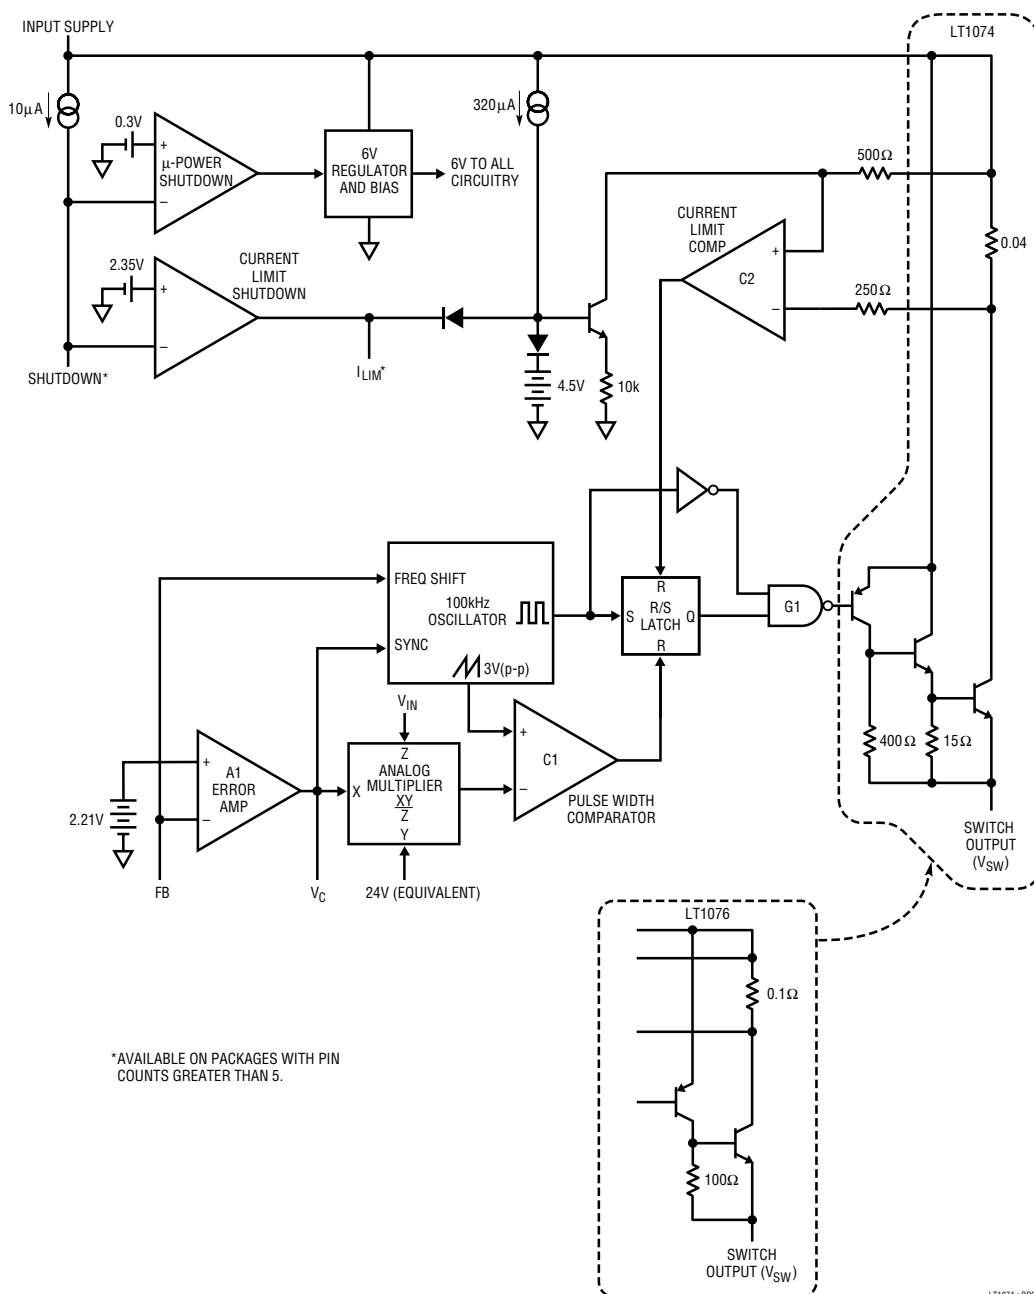 INPUT SUPPLY
LT1074
10µA
320µA
0.3V
+
µ-POWER
SHUTDOWN
−
6V
REGULATOR
AND BIAS
6V TO ALL
CIRCUITRY
500Ω
CURRENT
LIMIT
COMP
+
C2
−
0.04
250Ω
2.35V
+
−
CURRENT
LIMIT
SHUTDOWN
SHUTDOWN*
I_LIM*
4.5V
10k
FREQ SHIFT
100kHz
OSCILLATOR
SYNC
3V(p-p)
R
S
R/S
LATCH
Q
R
G1
V_IN
Z
ANALOG
MULTIPLIER
X
XY
Z
Y
+
C1
−
PULSE WIDTH
COMPARATOR
400Ω
15Ω
+
A1
ERROR
AMP
−
2.21V
SWITCH
OUTPUT
(V_SW)
FB
V_C
24V (EQUIVALENT)
LT1076
0.1Ω
100Ω
SWITCH
OUTPUT (V_SW)
*AVAILABLE ON PACKAGES WITH PIN
COUNTS GREATER THAN 5.